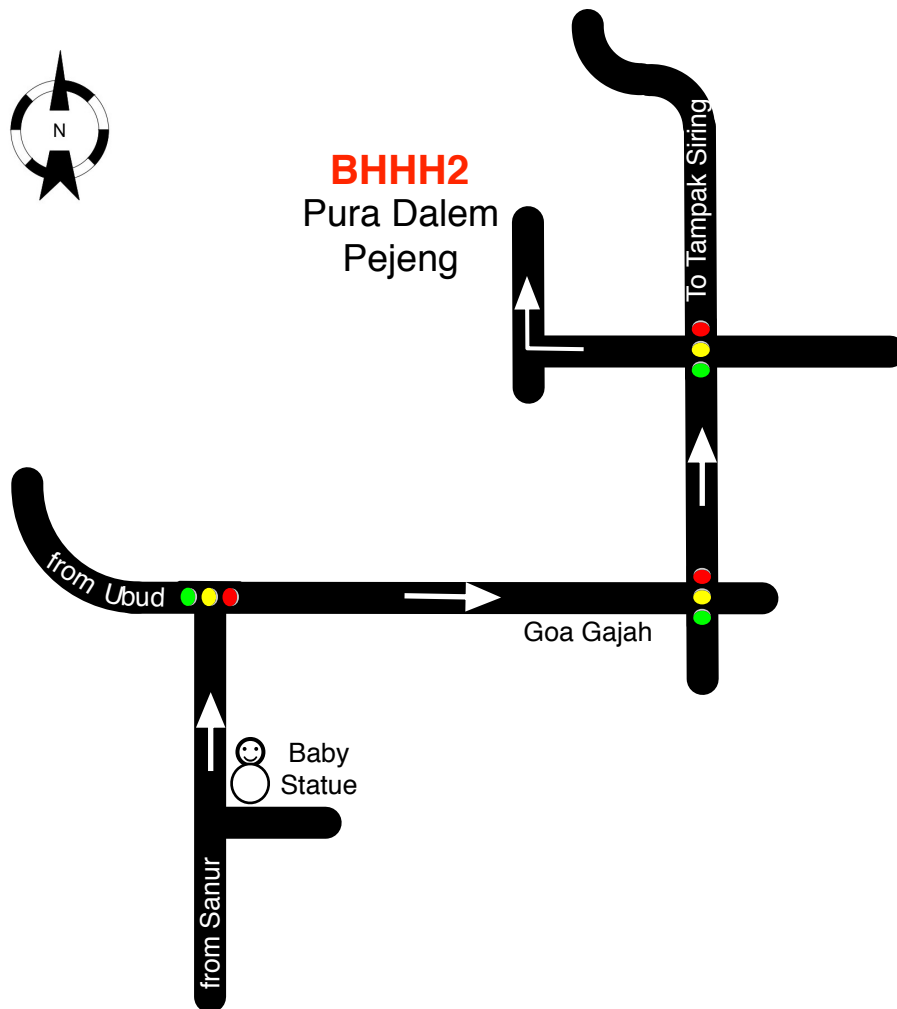 N
BHHH2
Pura Dalem
Pejeng
To Tampak Siring
from Ubud
Goa Gajah
Baby
Statue
from Sanur